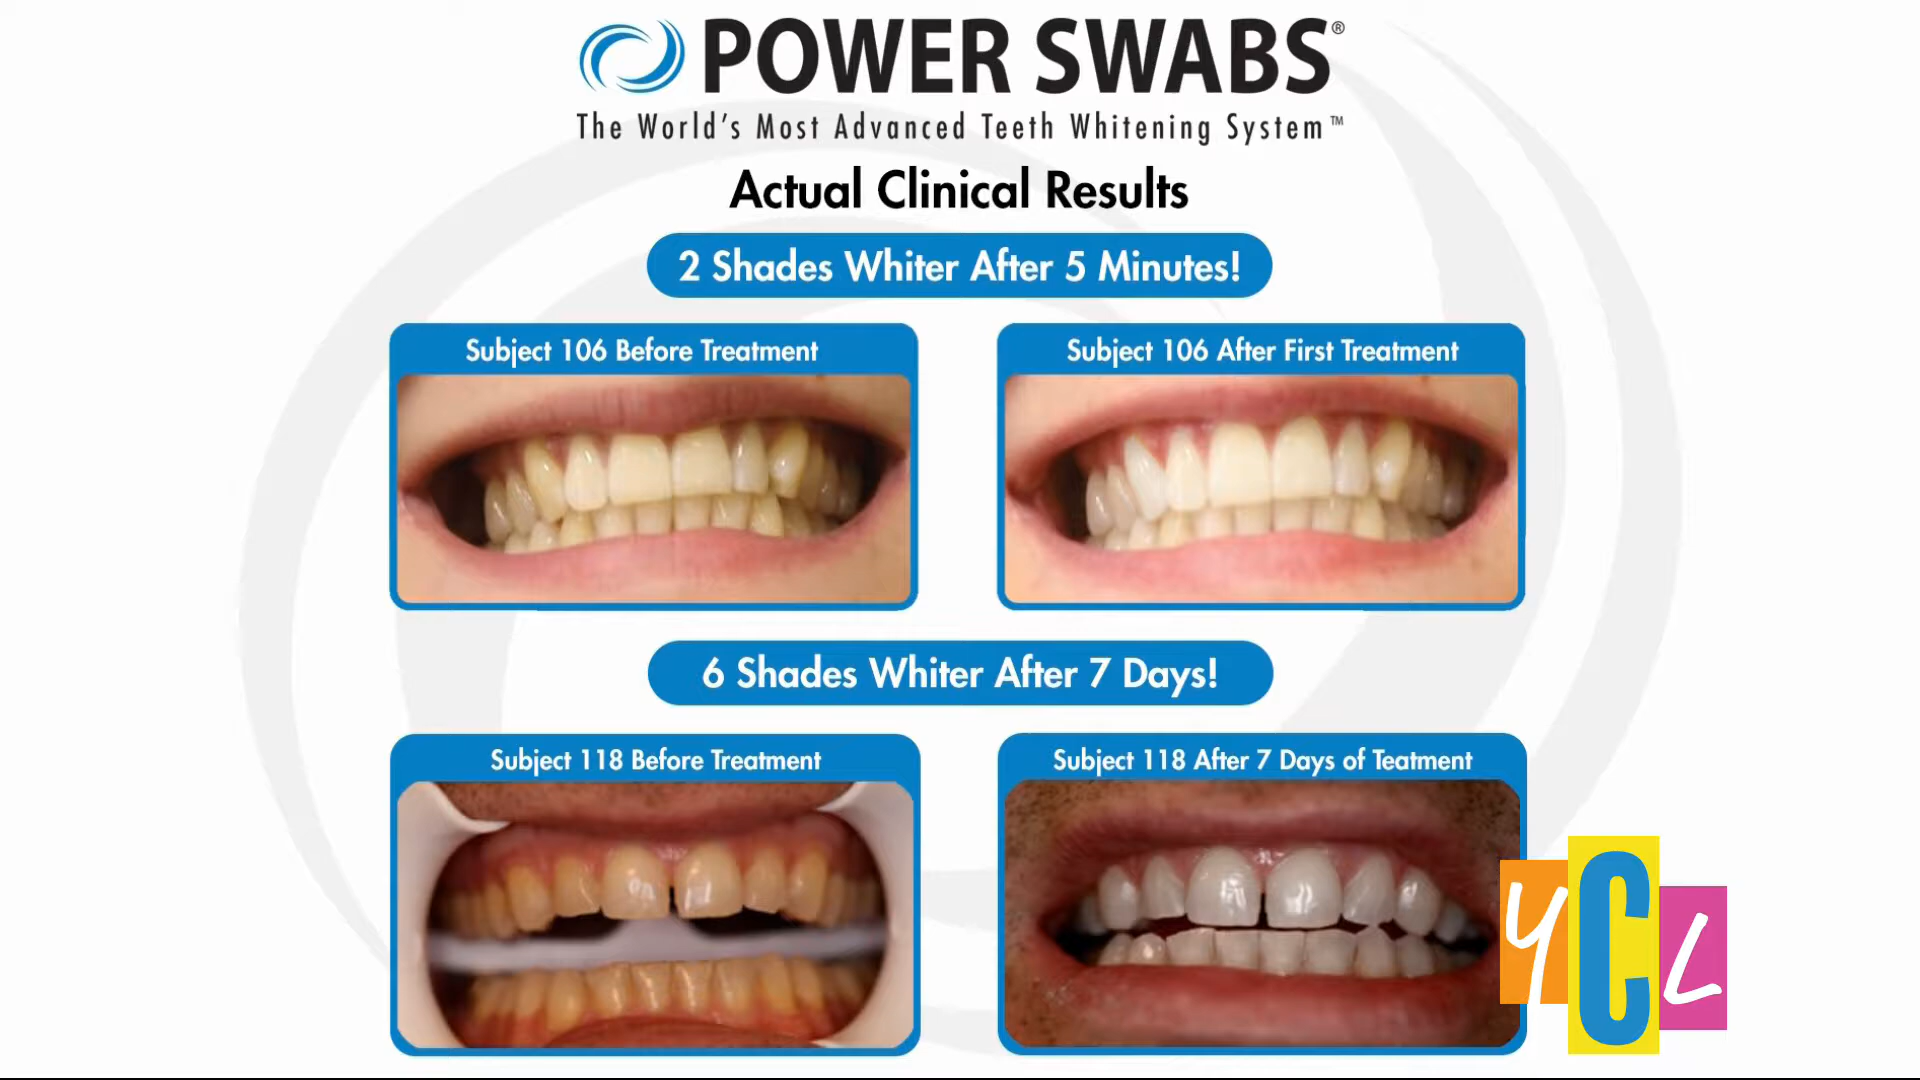 POWER SWABS®
The World's Most Advanced Teeth Whitening System™
Actual Clinical Results
2 Shades Whiter After 5 Minutes!
Subject 106 Before Treatment
Subject 106 After First Treatment
6 Shades Whiter After 7 Days!
Subject 118 Before Treatment
Subject 118 After 7 Days of Teatment
YCL